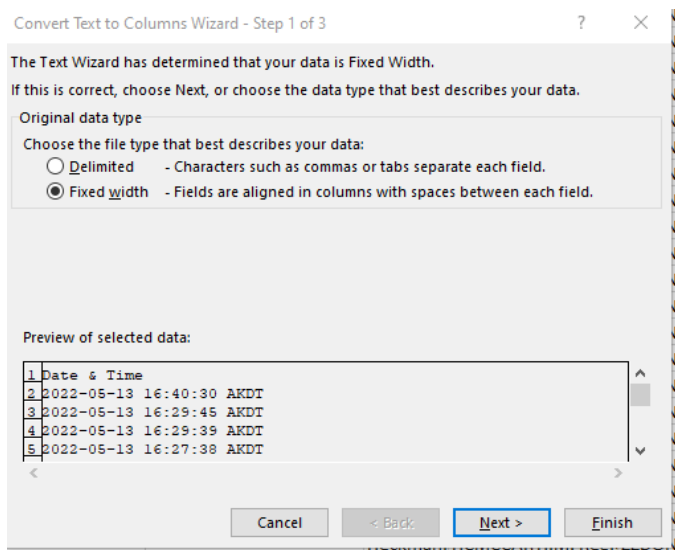 Convert Text to Columns Wizard - Step 1 of 3 ?
The Text Wizard has determined that your data is Fixed Width.
If this is correct, choose Next, or choose the data type that best describes your data.
Original data type
Choose the file type that best describes your data:
Delimited - Characters such as commas or tabs separate each field.
Fixed width - Fields are aligned in columns with spaces between each field.
Preview of selected data:
1 Date & Time
2 2022-05-13 16:40:30 AKDT
3 2022-05-13 16:29:45 AKDT
4 2022-05-13 16:29:39 AKDT
5 2022-05-13 16:27:38 AKDT
Cancel < Back Next > Finish